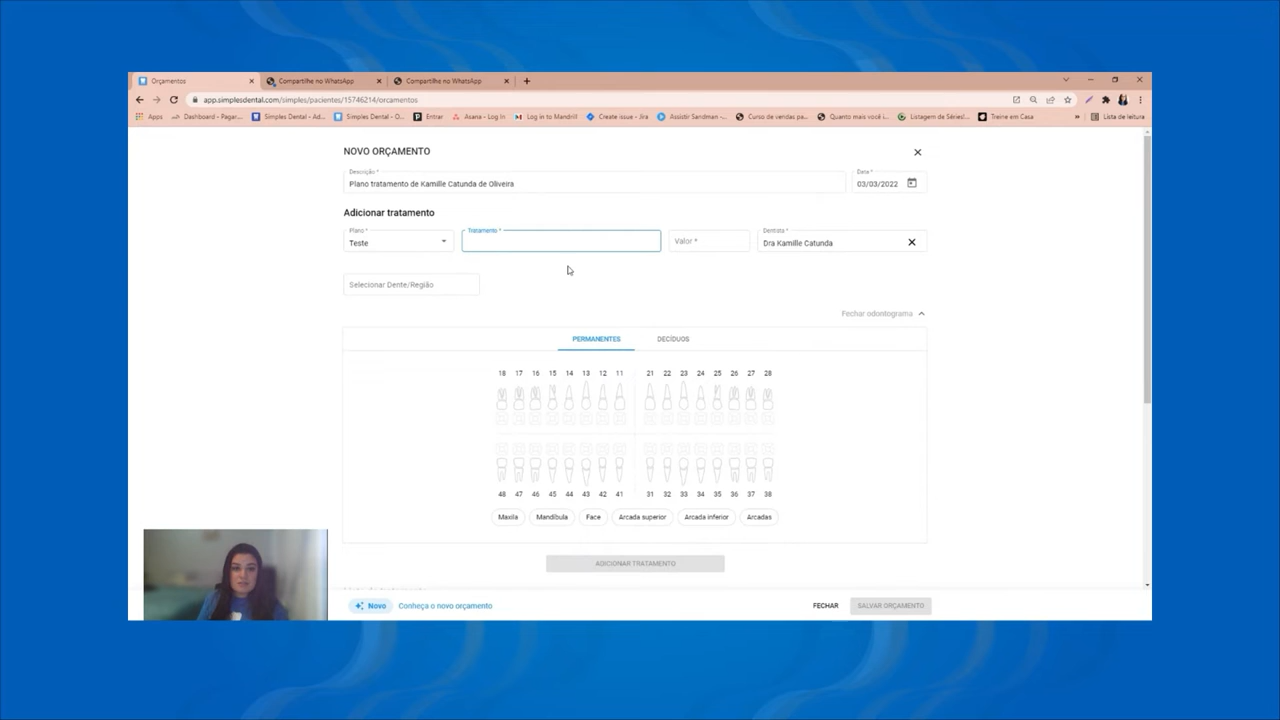 Orçamentos
Compartilhe no WhatsApp
Compartilhe no WhatsApp
app.simplesdental.com/simples/pacientes/15746214/orcamentos
Apps
Dashboard - Pagar...
Simples Dental - Ad...
Simples Dental - O...
Entrar
Asana - Log In
Log in to Mandrill
Create issue - Jira
Assistir Sandman -...
Curso de vendas pa...
Quanto mais você i...
Listagem de Séries!...
Treine em Casa
»
Lista de leitura
NOVO ORÇAMENTO
Descrição *
Data *
Plano tratamento de Kamille Catunda de Oliveira
03/03/2022
Adicionar tratamento
Plano *
Tratamento *
Dentista *
Teste
Valor *
Dra Kamille Catunda
Selecionar Dente/Região
Fechar odontograma
PERMANENTES
DECÍDUOS
18 17 16 15 14 13 12 11 21 22 23 24 25 26 27 28
48 47 46 45 44 43 42 41 31 32 33 34 35 36 37 38
Maxila
Mandíbula
Face
Arcada superior
Arcada inferior
Arcadas
ADICIONAR TRATAMENTO
Novo
Conheça o novo orçamento
FECHAR
SALVAR ORÇAMENTO